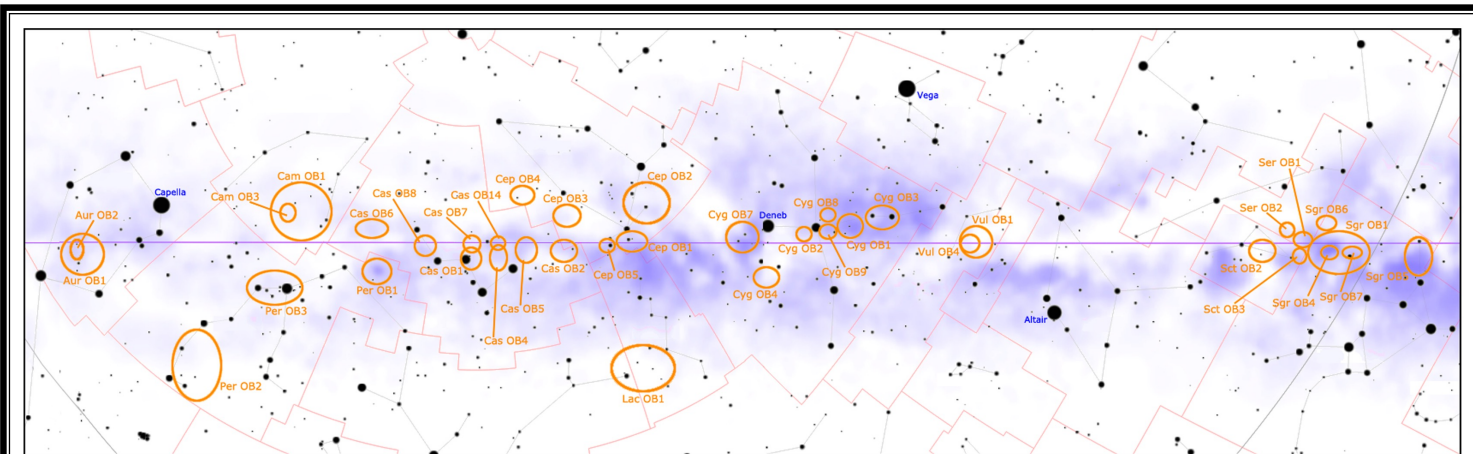 Vega
Capella
Cam OB1
Cam OB3
Aur OB2
Aur OB1
Cas OB8
Cas OB6
Cas OB7
Gas OB14
Cep OB4
Cep OB3
Cep OB2
Cas OB1
Cas OB2
Cep OB5
Cep OB1
Per OB1
Per OB3
Cas OB5
Cas OB4
Per OB2
Lac OB1
Cyg OB7
Deneb
Cyg OB8
Cyg OB3
Cyg OB2
Cyg OB1
Cyg OB9
Cyg OB4
Vul OB1
Vul OB4
Altair
Ser OB1
Ser OB2
Sgr OB6
Sgr OB1
Sct OB2
Sct OB3
Sgr OB4
Sgr OB7
Sgr